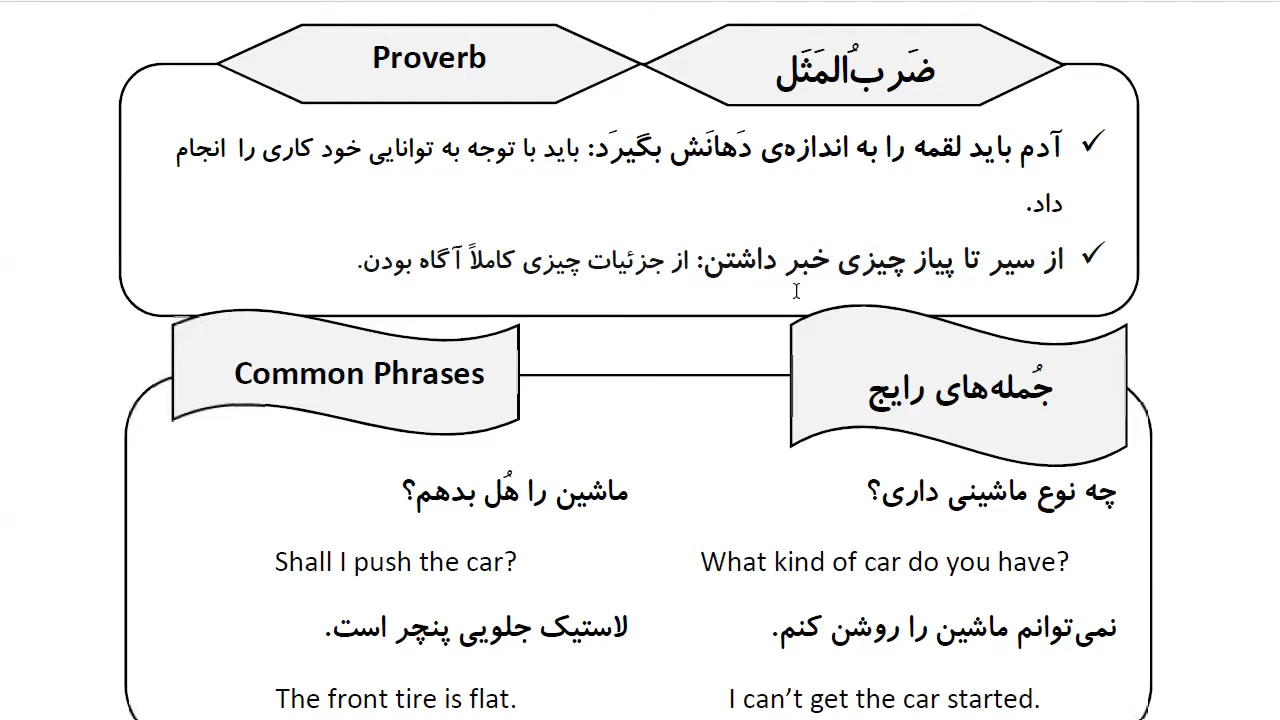 Proverb
ضَربُ‌المَثَل
آدم باید لقمه را به اندازه‌ی دَهانَش بگیرَد: باید با توجه به توانایی خود کاری را انجام
داد.
از سیر تا پیاز چیزی خبر داشتن: از جزئیات چیزی کاملاً آگاه بودن.
Common Phrases
جُمله‌های رایج
چه نوع ماشینی داری؟
ماشین را هُل بدهم؟
What kind of car do you have?
Shall I push the car?
نمی‌توانم ماشین را روشن کنم.
لاستیک جلویی پنچر است.
I can’t get the car started.
The front tire is flat.